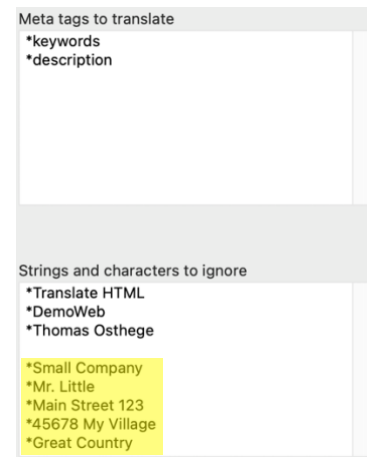 Meta tags to translate
*keywords
*description
Strings and characters to ignore
*Translate HTML
*DemoWeb
*Thomas Osthege
*Small Company
*Mr. Little
*Main Street 123
*45678 My Village
*Great Country